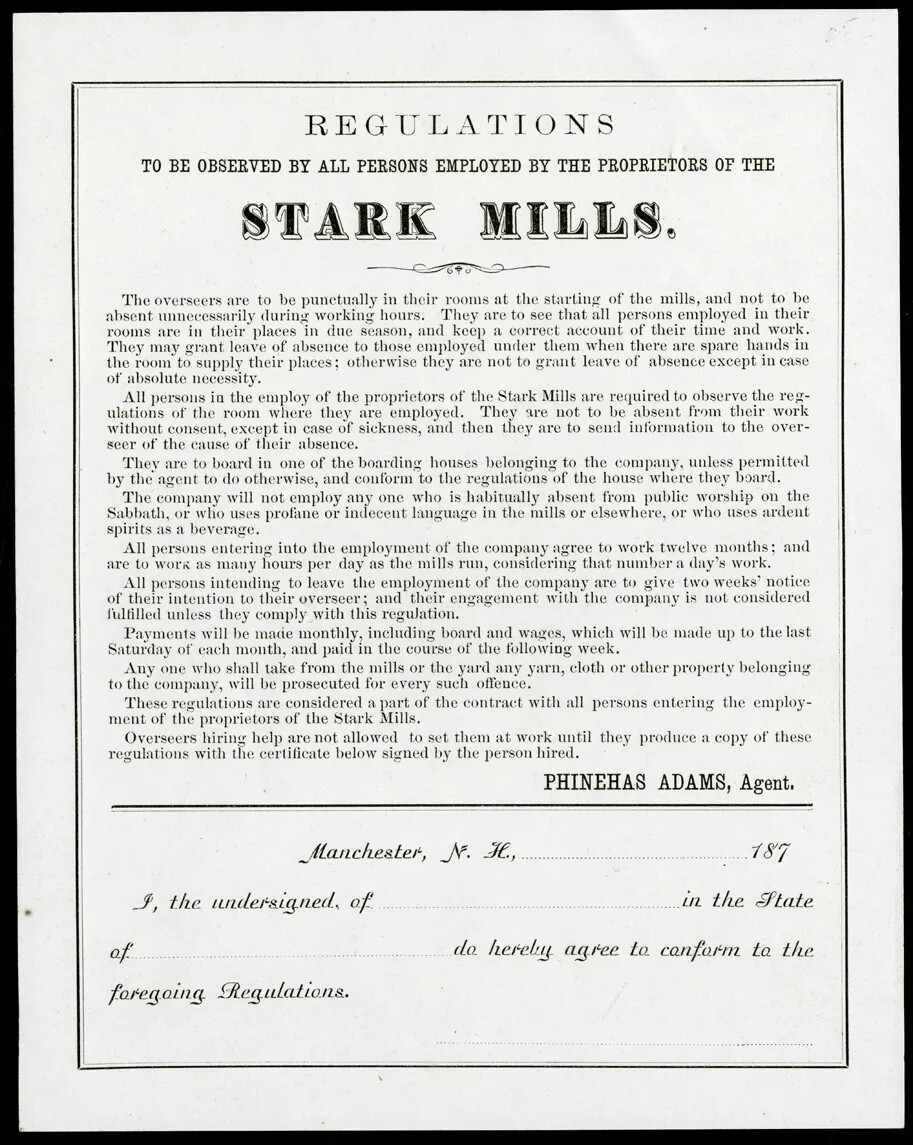 REGULATIONS
TO BE OBSERVED BY ALL PERSONS EMPLOYED BY THE PROPRIETORS OF THE
STARK MILLS.
The overseers are to be punctually in their rooms at the starting of the mills, and not to be
absent unnecessarily during working hours. They are to see that all persons employed in their
rooms are in their places in due season, and keep a correct account of their time and work.
They may grant leave of absence to those employed under them when there are spare hands in
the room to supply their places; otherwise they are not to grant leave of absence except in case
of absolute necessity.
All persons in the employ of the proprietors of the Stark Mills are required to observe the reg-
ulations of the room where they are employed. They are not to be absent from their work
without consent, except in case of sickness, and then they are to send information to the over-
seer of the cause of their absence.
They are to board in one of the boarding houses belonging to the company, unless permitted
by the agent to do otherwise, and conform to the regulations of the house where they board.
The company will not employ any one who is habitually absent from public worship on the
Sabbath, or who uses profane or indecent language in the mills or elsewhere, or who uses ardent
spirits as a beverage.
All persons entering into the employment of the company agree to work twelve months; and
are to work as many hours per day as the mills run, considering that number a day's work.
All persons intending to leave the employment of the company are to give two weeks' notice
of their intention to their overseer; and their engagement with the company is not considered
fulfilled unless they comply with this regulation.
Payments will be made monthly, including board and wages, which will be made up to the last
Saturday of each month, and paid in the course of the following week.
Any one who shall take from the mills or the yard any yarn, cloth or other property belonging
to the company, will be prosecuted for every such offence.
These regulations are considered a part of the contract with all persons entering the employ-
ment of the proprietors of the Stark Mills.
Overseers hiring help are not allowed to set them at work until they produce a copy of these
regulations with the certificate below signed by the person hired.
PHINEHAS ADAMS, Agent.
Manchester, N. H., 187
I, the undersigned, of in the State
of do hereby agree to conform to the
foregoing Regulations.